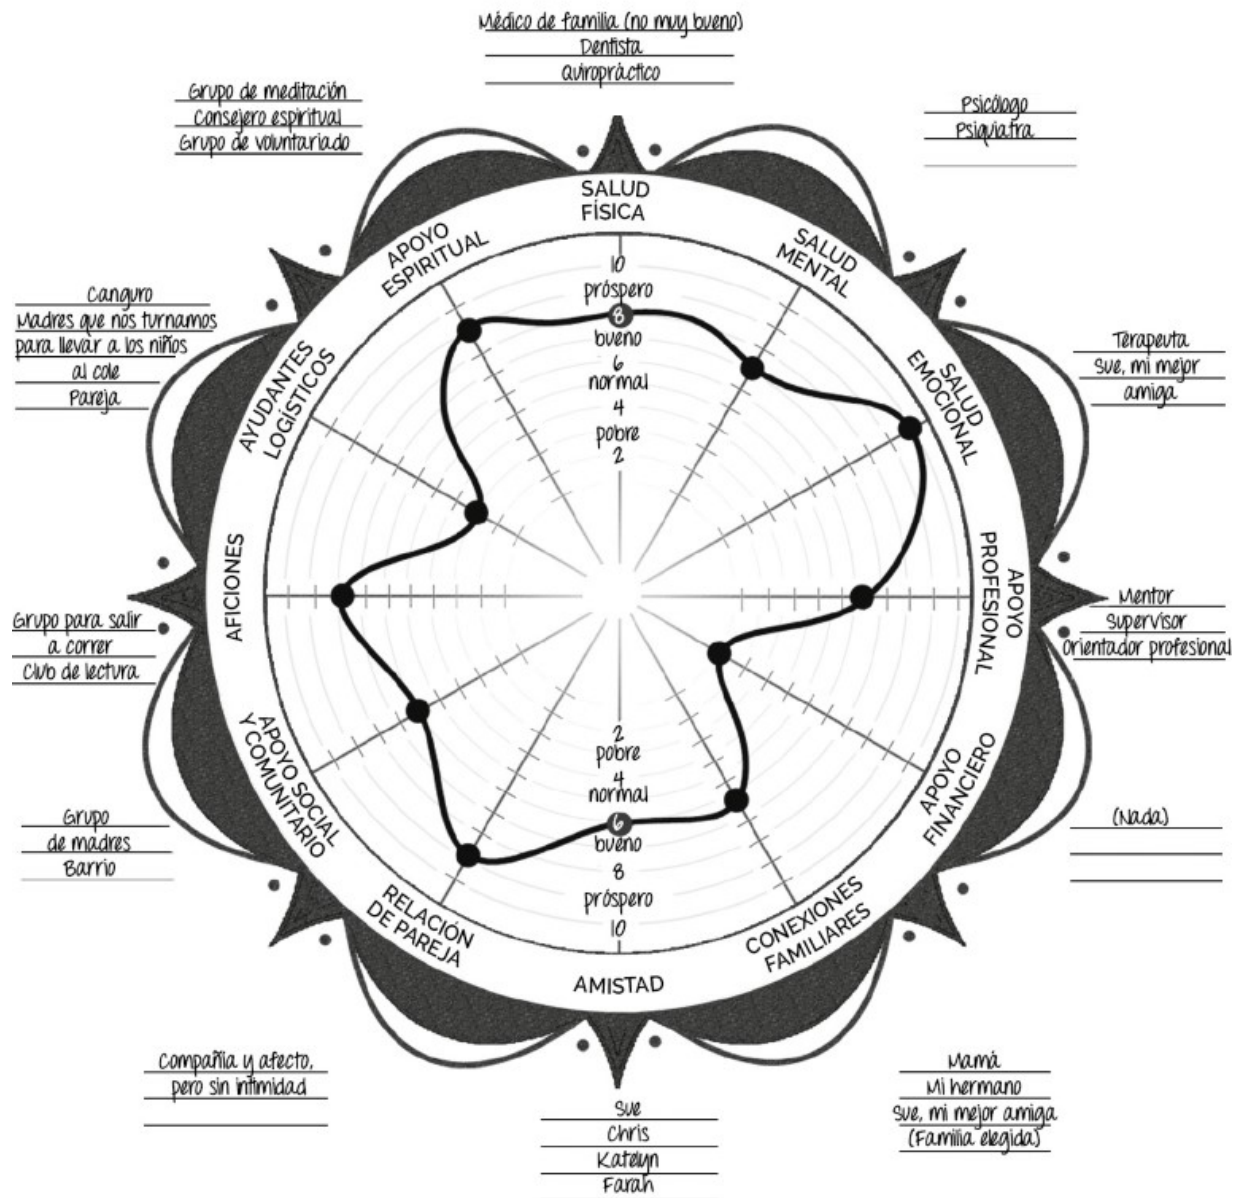 Médico de familia (no muy bueno)
Dentista
Quiropráctico
Grupo de meditación
Consejero espiritual
Grupo de voluntariado
Psicólogo
Psiquiatra
SALUD
FÍSICA
APOYO
ESPIRITUAL
SALUD
MENTAL
Canguro
Madres que nos turnamos
para llevar a los niños
al cole
Pareja
AYUDANTES
LOGÍSTICOS
10
próspero
8
bueno
6
normal
4
pobre
2
SALUD
EMOCIONAL
Terapeuta
Sue, mi mejor
amiga
AFICIONES
APOYO
PROFESIONAL
Grupo para salir
a correr
Club de lectura
Mentor
Supervisor
Orientador profesional
APOYO SOCIAL
Y COMUNITARIO
2
pobre
4
normal
6
bueno
8
próspero
10
APOYO
FINANCIERO
Grupo
de madres
Barrio
(Nada)
RELACIÓN
DE PAREJA
AMISTAD
CONEXIONES
FAMILIARES
Compañía y afecto,
pero sin intimidad
Sue
Chris
Katelyn
Farah
Mamá
Mi hermano
Sue, mi mejor amiga
(Familia elegida)